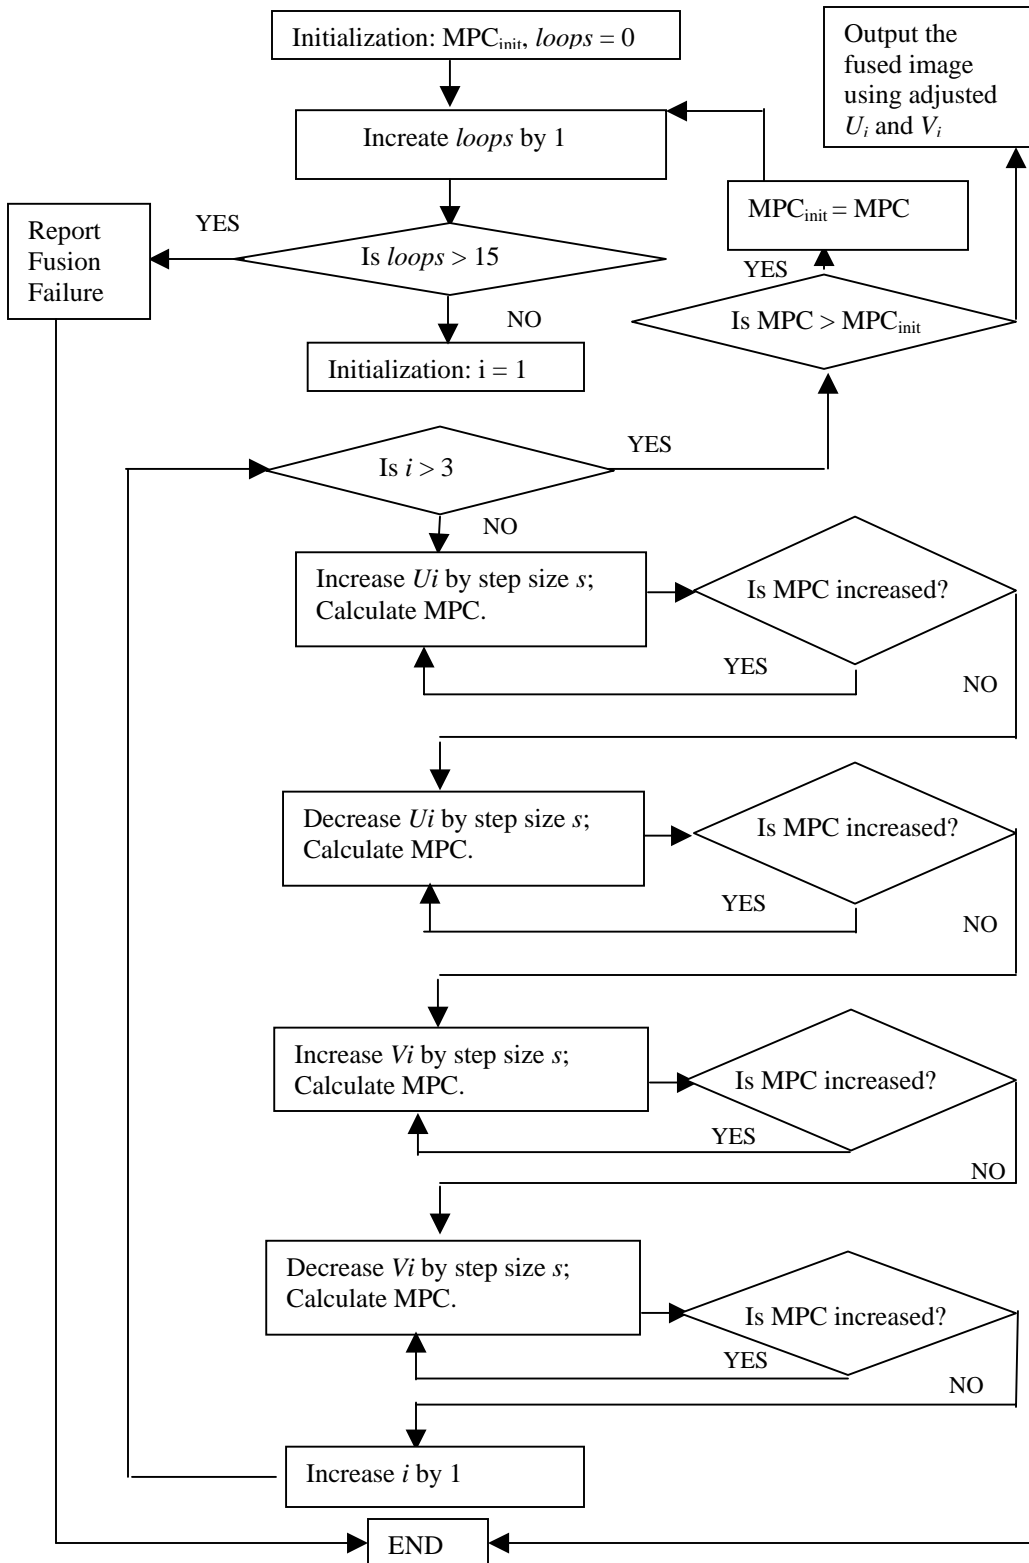 Initialization: MPCinit, loops = 0
Output the
fused image
using adjusted
Ui and Vi
Increate loops by 1
MPCinit = MPC
YES
Report
Fusion
Failure
YES
Is loops > 15
Is MPC > MPCinit
NO
Initialization: i = 1
Is i > 3
YES
NO
Increase Ui by step size s;
Calculate MPC.
Is MPC increased?
YES
NO
Decrease Ui by step size s;
Calculate MPC.
Is MPC increased?
YES
NO
Increase Vi by step size s;
Calculate MPC.
Is MPC increased?
YES
NO
Decrease Vi by step size s;
Calculate MPC.
Is MPC increased?
YES
NO
Increase i by 1
END